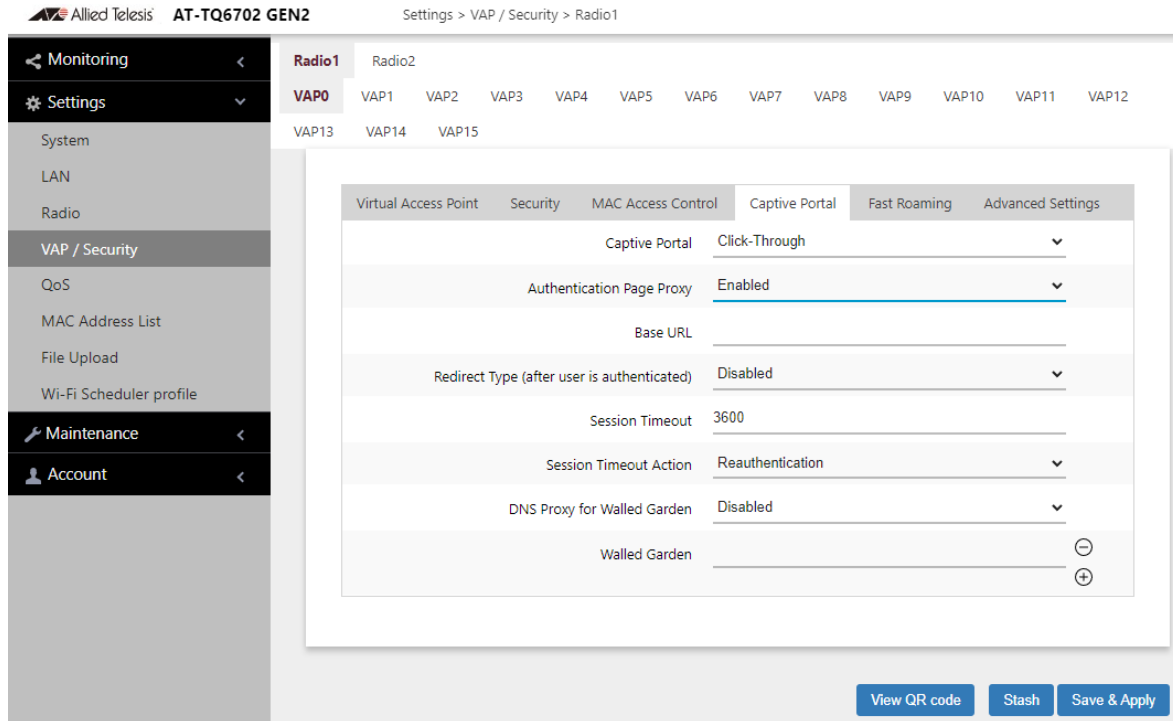 Allied Telesis AT-TQ6702 GEN2 Settings > VAP / Security > Radio1
Monitoring
Settings
System
LAN
Radio
VAP / Security
QoS
MAC Address List
File Upload
Wi-Fi Scheduler profile
Maintenance
Account
Radio1 Radio2
VAP0 VAP1 VAP2 VAP3 VAP4 VAP5 VAP6 VAP7 VAP8 VAP9 VAP10 VAP11 VAP12
VAP13 VAP14 VAP15
Virtual Access Point Security MAC Access Control Captive Portal Fast Roaming Advanced Settings
Captive Portal Click-Through
Authentication Page Proxy Enabled
Base URL
Redirect Type (after user is authenticated) Disabled
Session Timeout 3600
Session Timeout Action Reauthentication
DNS Proxy for Walled Garden Disabled
Walled Garden
View QR code Stash Save & Apply